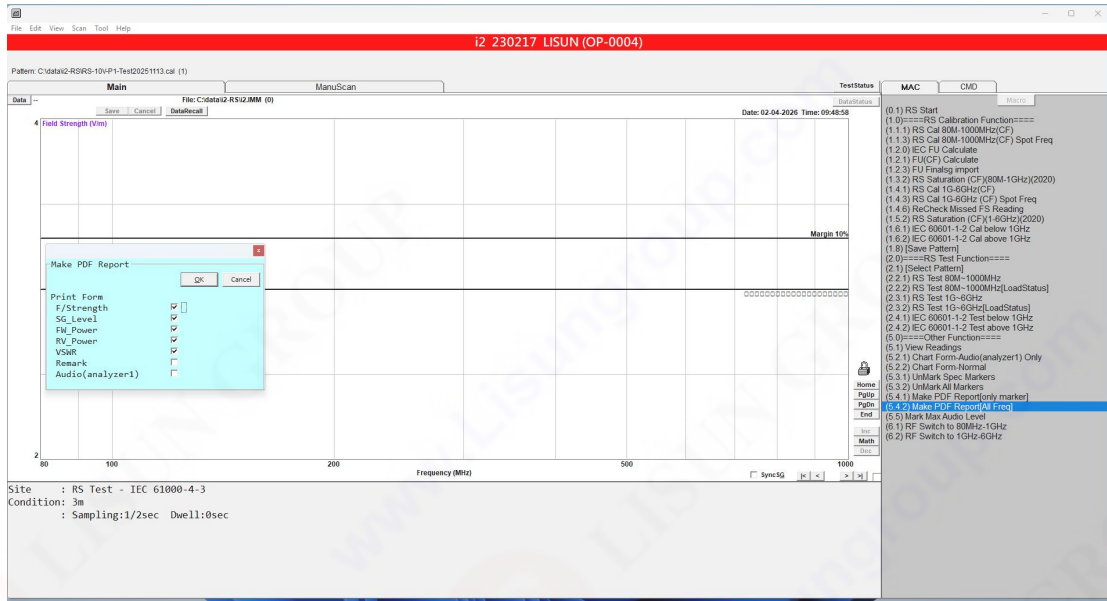 File Edit View Scan Tool Help
i2 230217 LISUN (OP-0004)
Pattern: C:\data\i2-RS\RS-10V-P1-Test20251113.cal (1)
Main ManuScan TestStatus MAC CMD
Data -- File: C:\data\i2-RS\i2.IMM (0) DataStatus Macro
Save Cancel DataRecall Date: 02-04-2026 Time: 09:48:58
4 Field Strength (V/m)
Margin 10%
Make PDF Report
OK Cancel
Print Form
F/Strength
SG_Level
FW_Power
RV_Power
VSWR
Remark
Audio(analyzer1)
Home
PgUp
PgDn
End
Inc
Math
Dec
2
80 100 200 500 1000
Frequency (MHz)
SyncSG |< < > >|
Site : RS Test - IEC 61000-4-3
Condition: 3m
: Sampling:1/2sec Dwell:0sec
(0.1) RS Start
(1.0)====RS Calibration Function====
(1.1.1) RS Cal 80M-1000MHz(CF)
(1.1.3) RS Cal 80M-1000MHz(CF) Spot Freq
(1.2.0) IEC FU Calculate
(1.2.1) FU(CF) Calculate
(1.2.3) FU Finalsg import
(1.3.2) RS Saturation (CF)(80M-1GHz)(2020)
(1.4.1) RS Cal 1G-6GHz(CF)
(1.4.3) RS Cal 1G-6GHz (CF) Spot Freq
(1.4.6) ReCheck Missed FS Reading
(1.5.2) RS Saturation (CF)(1-6GHz)(2020)
(1.6.1) IEC 60601-1-2 Cal below 1GHz
(1.6.2) IEC 60601-1-2 Cal above 1GHz
(1.8) [Save Pattern]
(2.0)====RS Test Function====
(2.1) [Select Pattern]
(2.2.1) RS Test 80M~1000MHz
(2.2.2) RS Test 80M~1000MHz[LoadStatus]
(2.3.1) RS Test 1G~6GHz
(2.3.2) RS Test 1G~6GHz[LoadStatus]
(2.4.1) IEC 60601-1-2 Test below 1GHz
(2.4.2) IEC 60601-1-2 Test above 1GHz
(5.0)====Other Function====
(5.1) View Readings
(5.2.1) Chart Form-Audio(analyzer1) Only
(5.2.2) Chart Form-Normal
(5.3.1) UnMark Spec Markers
(5.3.2) UnMark All Markers
(5.4.1) Make PDF Report[only marker]
(5.4.2) Make PDF Report[All Freq]
(5.5) Mark Max Audio Level
(6.1) RF Switch to 80MHz-1GHz
(6.2) RF Switch to 1GHz-6GHz
LISUN GROUP
www.Lisungroup.com